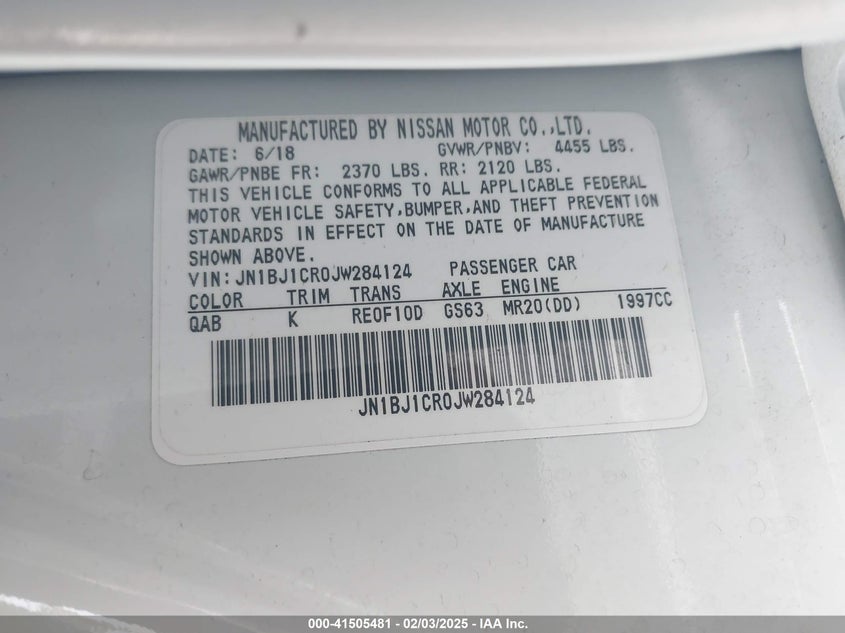 MANUFACTURED BY NISSAN MOTOR CO.,LTD.
DATE: 6/18 GVWR/PNBV: 4455 LBS.
GAWR/PNBE FR: 2370 LBS. RR: 2120 LBS.
THIS VEHICLE CONFORMS TO ALL APPLICABLE FEDERAL
MOTOR VEHICLE SAFETY,BUMPER,AND THEFT PREVENTION
STANDARDS IN EFFECT ON THE DATE OF MANUFACTURE
SHOWN ABOVE.
VIN:JN1BJ1CR0JW284124 PASSENGER CAR
COLOR TRIM TRANS AXLE ENGINE
QAB K RE0F10D GS63 MR20(DD) 1997CC
JN1BJ1CR0JW284124
000-41505481 - 02/03/2025 - IAA Inc.